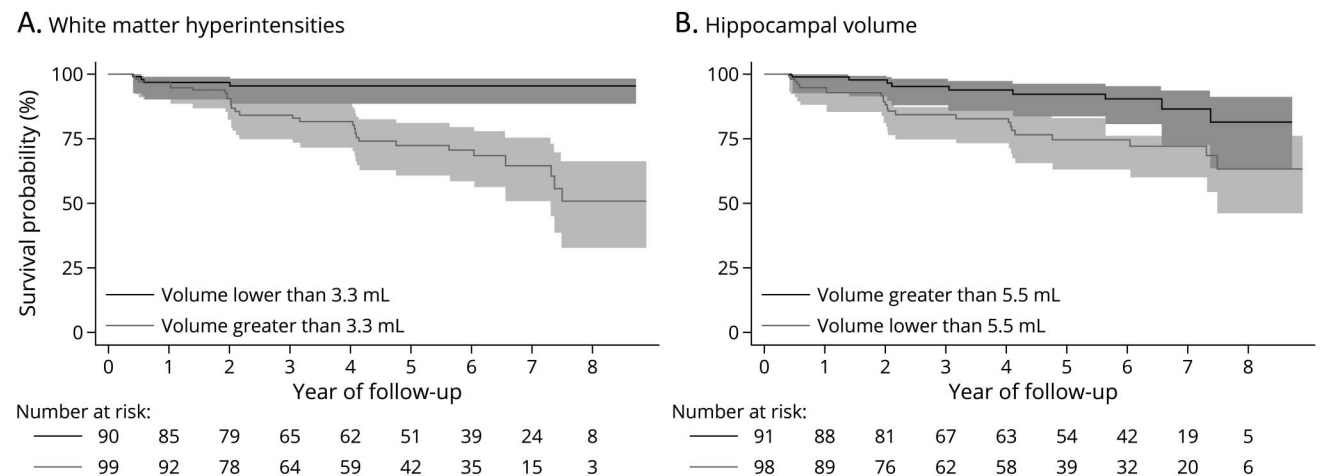 A. White matter hyperintensities
Survival probability (%)
100
75
50
25
0
Volume lower than 3.3 mL
Volume greater than 3.3 mL
0 1 2 3 4 5 6 7 8
Year of follow-up
Number at risk:
90 85 79 65 62 51 39 24 8
99 92 78 64 59 42 35 15 3
B. Hippocampal volume
100
75
50
25
0
Volume greater than 5.5 mL
Volume lower than 5.5 mL
0 1 2 3 4 5 6 7 8
Year of follow-up
Number at risk:
91 88 81 67 63 54 42 19 5
98 89 76 62 58 39 32 20 6